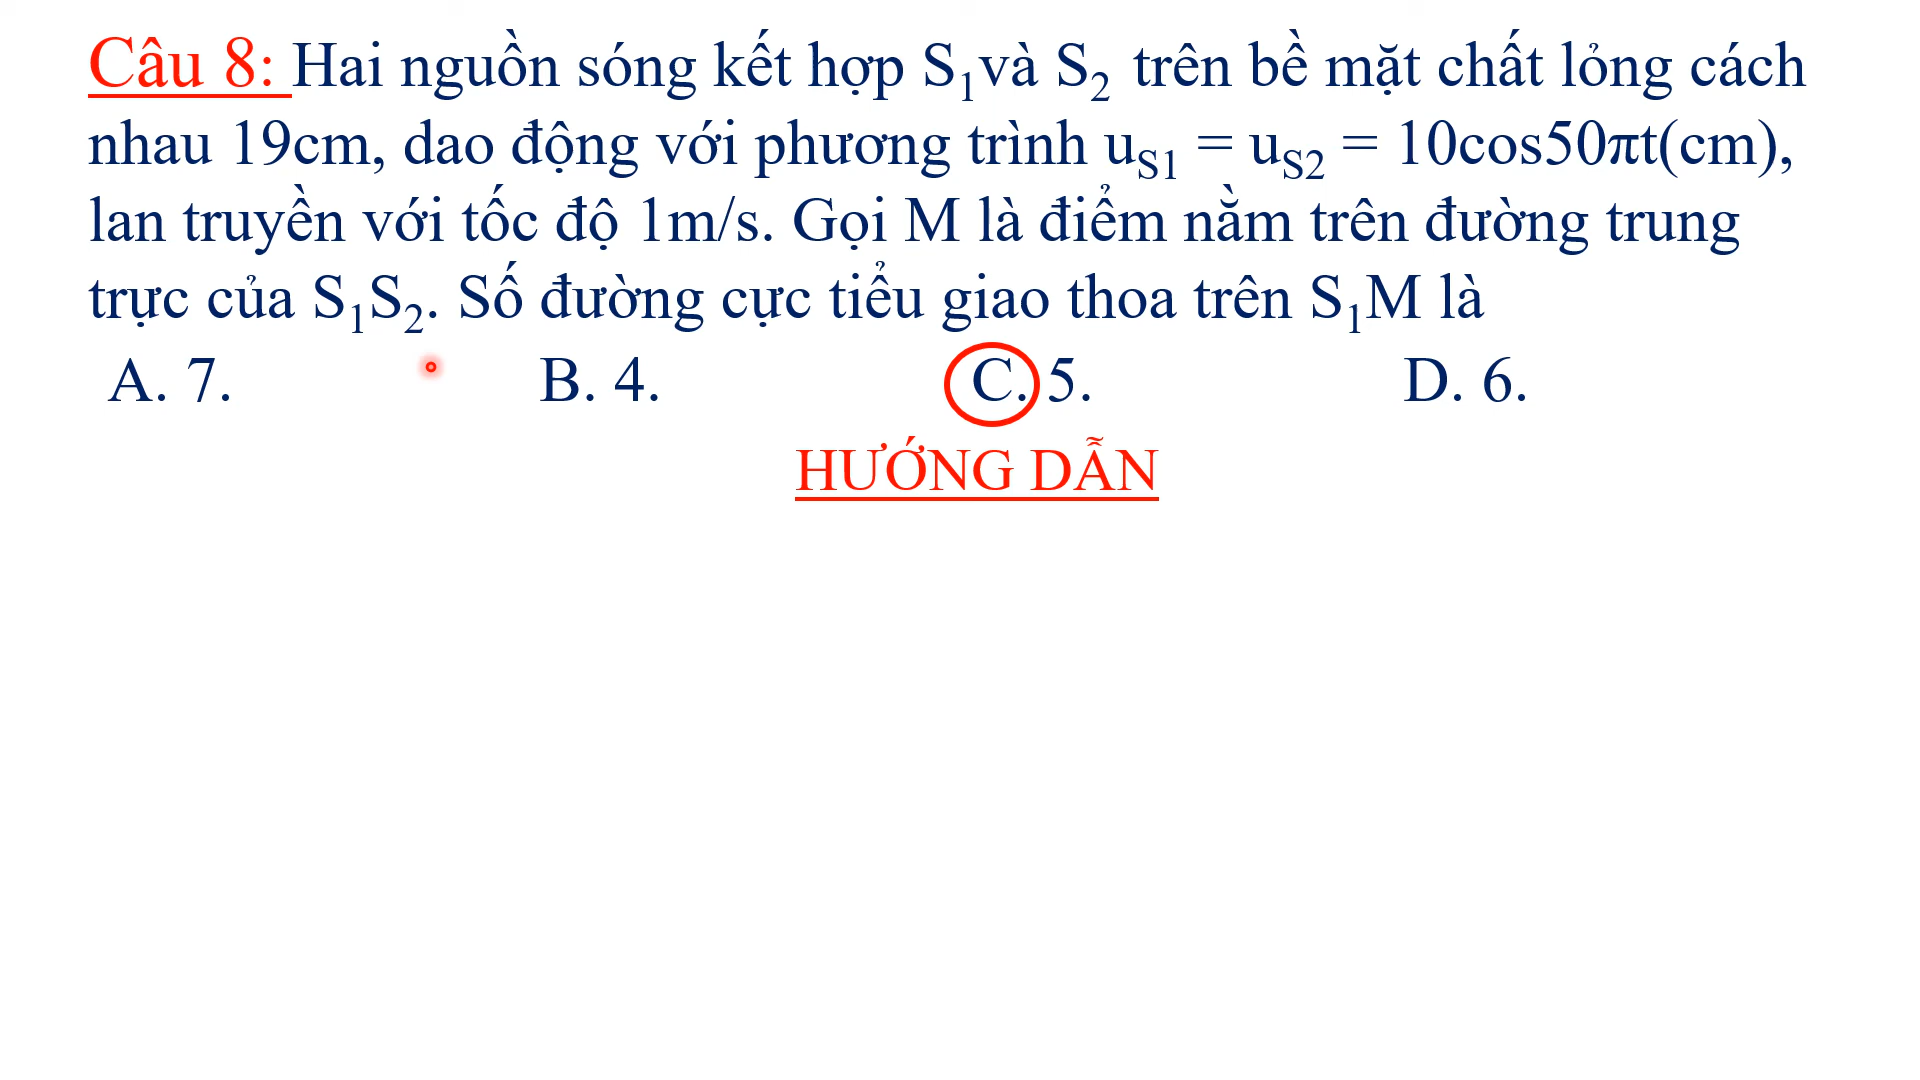 Câu 8: Hai nguồn sóng kết hợp S₁và S₂ trên bề mặt chất lỏng cách
nhau 19cm, dao động với phương trình u_S1 = u_S2 = 10cos50πt(cm),
lan truyền với tốc độ 1m/s. Gọi M là điểm nằm trên đường trung
trực của S₁S₂. Số đường cực tiểu giao thoa trên S₁M là
A. 7. B. 4. C. 5. D. 6.
HƯỚNG DẪN